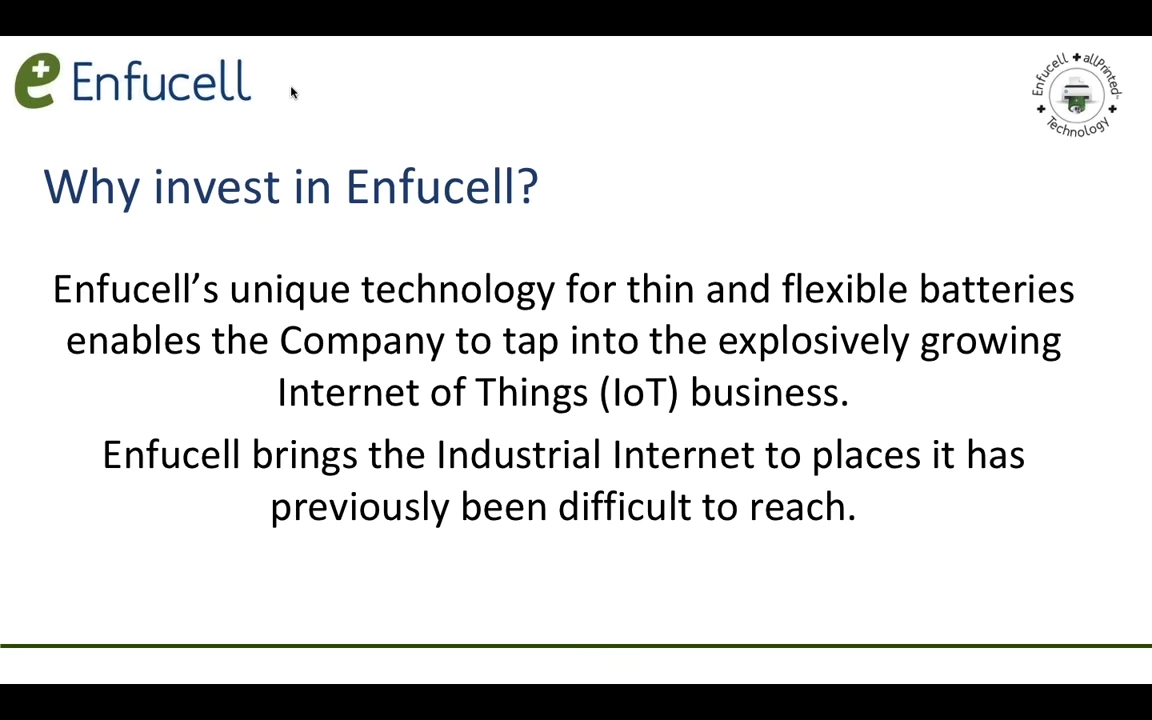 Enfucell
Enfucell + allPrinted™
+ Technology +
Why invest in Enfucell?
Enfucell’s unique technology for thin and flexible batteries
enables the Company to tap into the explosively growing
Internet of Things (IoT) business.
Enfucell brings the Industrial Internet to places it has
previously been difficult to reach.